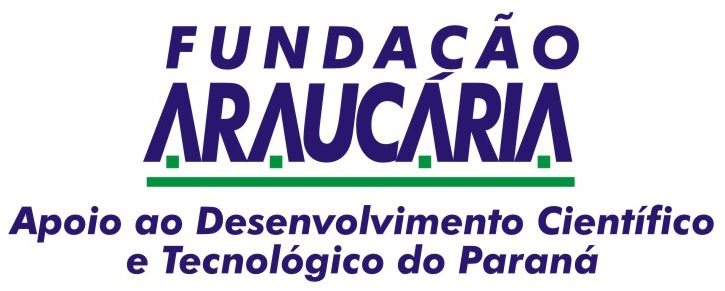 FUNDAÇÃO
ARAUCÁRIA
Apoio ao Desenvolvimento Científico
e Tecnológico do Paraná